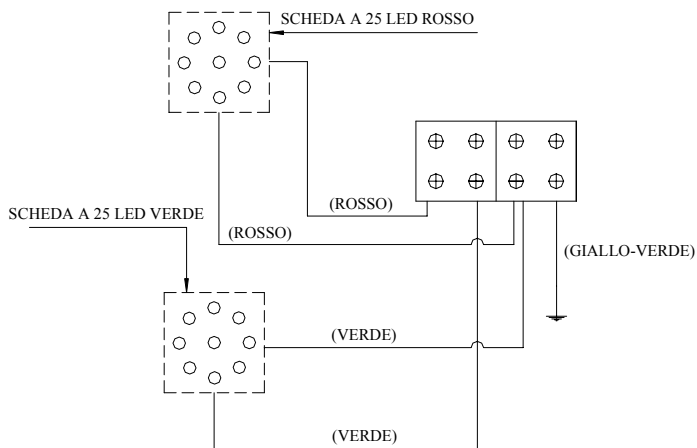 SCHEDA A 25 LED ROSSO
(ROSSO)
SCHEDA A 25 LED VERDE
(ROSSO)
(GIALLO-VERDE)
(VERDE)
(VERDE)